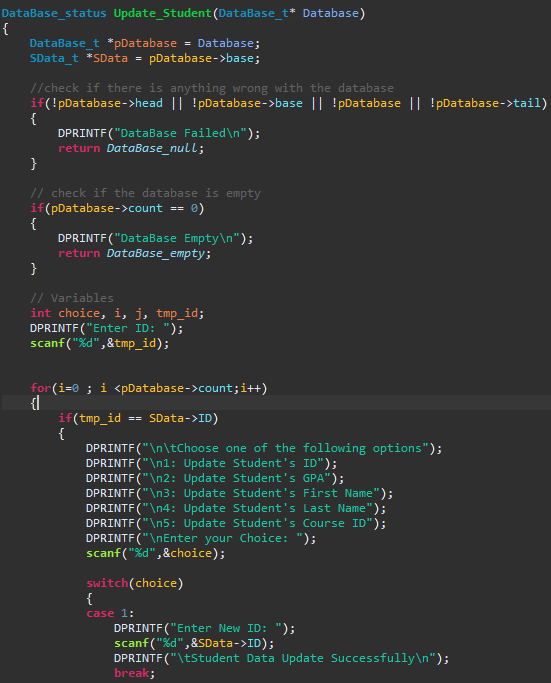 DataBase_status Update_Student(DataBase_t* Database)
{
    DataBase_t *pDatabase = Database;
    SData_t *SData = pDatabase->base;

    //check if there is anything wrong with the database
    if(!pDatabase->head || !pDatabase->base || !pDatabase || !pDatabase->tail)
    {
        DPRINTF("DataBase Failed\n");
        return DataBase_null;
    }

    // check if the database is empty
    if(pDatabase->count == 0)
    {
        DPRINTF("DataBase Empty\n");
        return DataBase_empty;
    }

    // Variables
    int choice, i, j, tmp_id;
    DPRINTF("Enter ID: ");
    scanf("%d",&tmp_id);


    for(i=0 ; i <pDatabase->count;i++)
    {
        if(tmp_id == SData->ID)
        {
            DPRINTF("\n\tChoose one of the following options");
            DPRINTF("\n1: Update Student's ID");
            DPRINTF("\n2: Update Student's GPA");
            DPRINTF("\n3: Update Student's First Name");
            DPRINTF("\n4: Update Student's Last Name");
            DPRINTF("\n5: Update Student's Course ID");
            DPRINTF("\nEnter your Choice: ");
            scanf("%d",&choice);

            switch(choice)
            {
            case 1:
                DPRINTF("Enter New ID: ");
                scanf("%d",&SData->ID);
                DPRINTF("\tStudent Data Update Successfully\n");
                break;